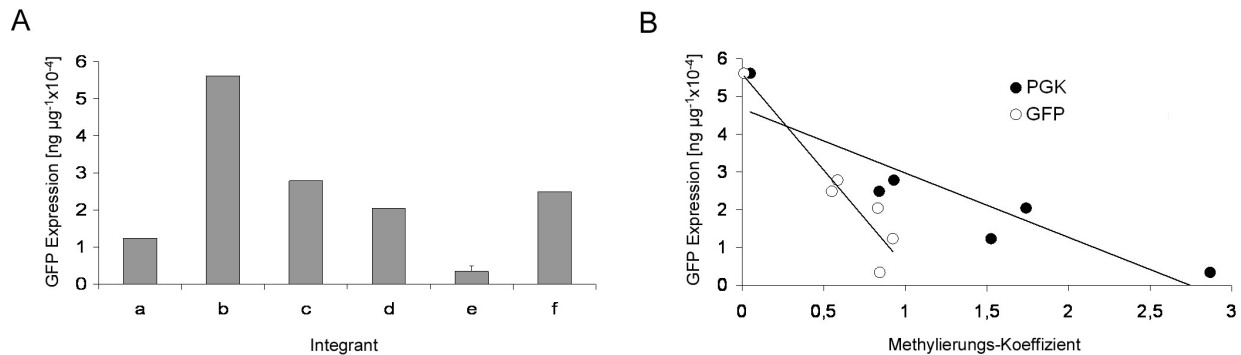 A
GFP Expression [ng µg⁻¹x10⁻⁴]
6
5
4
3
2
1
0
a b c d e f
Integrant
B
GFP Expression [ng µg⁻¹x10⁻⁴]
6
5
4
3
2
1
0
PGK
GFP
0 0,5 1 1,5 2 2,5 3
Methylierungs-Koeffizient